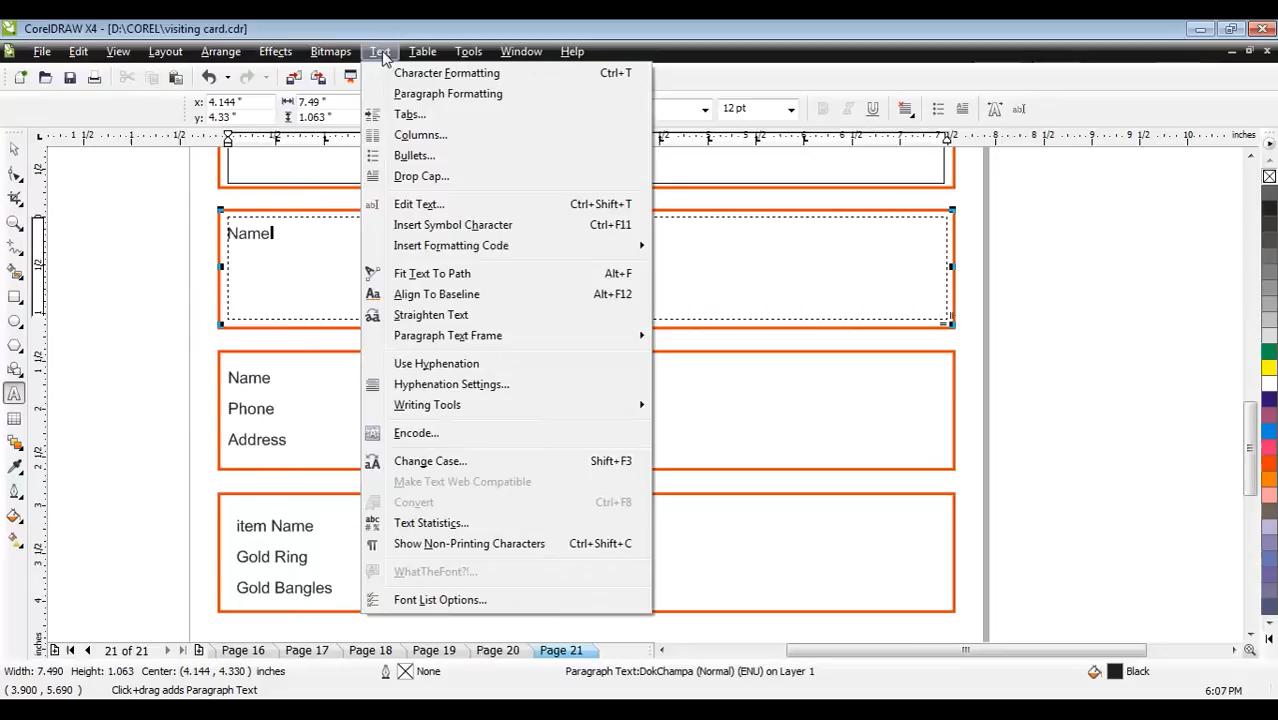 CorelDRAW X4 - [D:\COREL\visiting card.cdr]
File Edit View Layout Arrange Effects Bitmaps Text Table Tools Window Help
x: 4.144 " 7.49 "
y: 4.33 " 1.063 "
12 pt
inches
Character Formatting Ctrl+T
Paragraph Formatting
Tabs...
Columns...
Bullets...
Drop Cap...
Edit Text... Ctrl+Shift+T
Insert Symbol Character Ctrl+F11
Insert Formatting Code
Fit Text To Path Alt+F
Align To Baseline Alt+F12
Straighten Text
Paragraph Text Frame
Use Hyphenation
Hyphenation Settings...
Writing Tools
Encode...
Change Case... Shift+F3
Make Text Web Compatible
Convert Ctrl+F8
Text Statistics...
Show Non-Printing Characters Ctrl+Shift+C
WhatTheFont?!...
Font List Options...
Name
Name
Phone
Address
item Name
Gold Ring
Gold Bangles
21 of 21 Page 16 Page 17 Page 18 Page 19 Page 20 Page 21
Width: 7.490 Height: 1.063 Center: (4.144 , 4.330 ) inches None Paragraph Text:DokChampa (Normal) (ENU) on Layer 1 Black
( 3.900 , 5.690 ) Click+drag adds Paragraph Text 6:07 PM